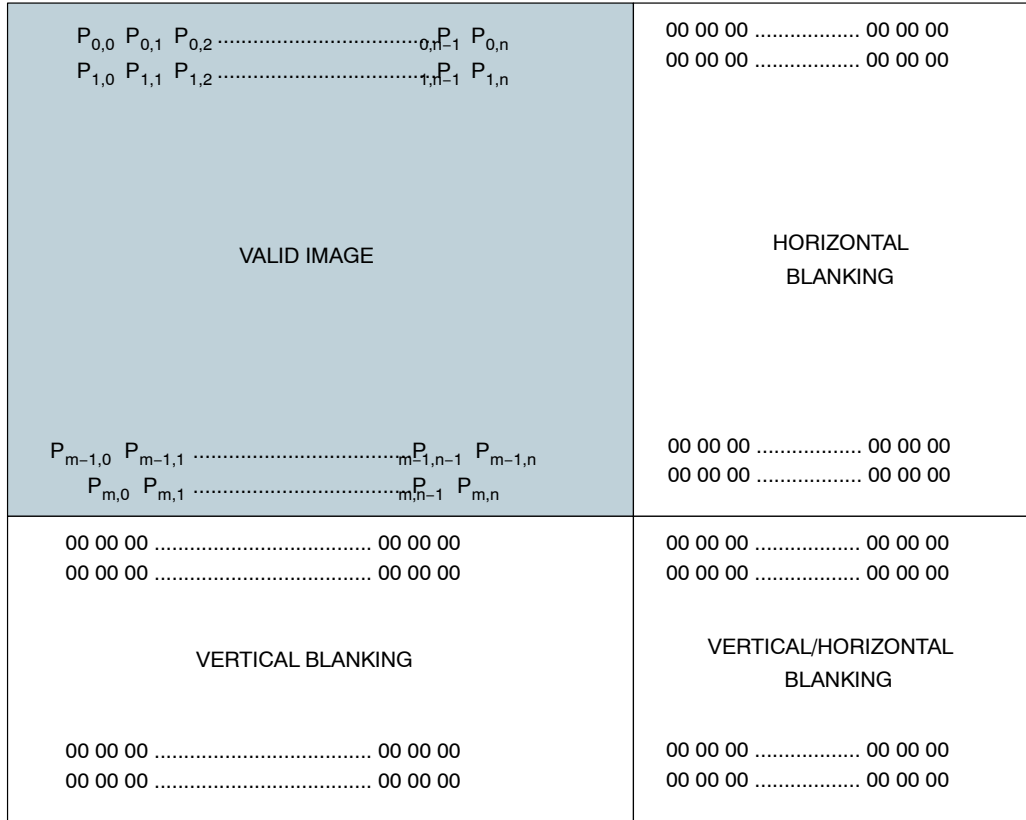 P0,0 P0,1 P0,2 ......................................P0,n−1 P0,n
P1,0 P1,1 P1,2 ......................................P1,n−1 P1,n
VALID IMAGE
Pm−1,0 Pm−1,1 ......................................Pm−1,n−1 Pm−1,n
Pm,0 Pm,1 ......................................Pm,n−1 Pm,n
00 00 00 ................... 00 00 00
00 00 00 ................... 00 00 00
HORIZONTAL
BLANKING
00 00 00 ................... 00 00 00
00 00 00 ................... 00 00 00
00 00 00 ...................................... 00 00 00
00 00 00 ...................................... 00 00 00
VERTICAL BLANKING
00 00 00 ...................................... 00 00 00
00 00 00 ...................................... 00 00 00
00 00 00 ................... 00 00 00
00 00 00 ................... 00 00 00
VERTICAL/HORIZONTAL
BLANKING
00 00 00 ................... 00 00 00
00 00 00 ................... 00 00 00